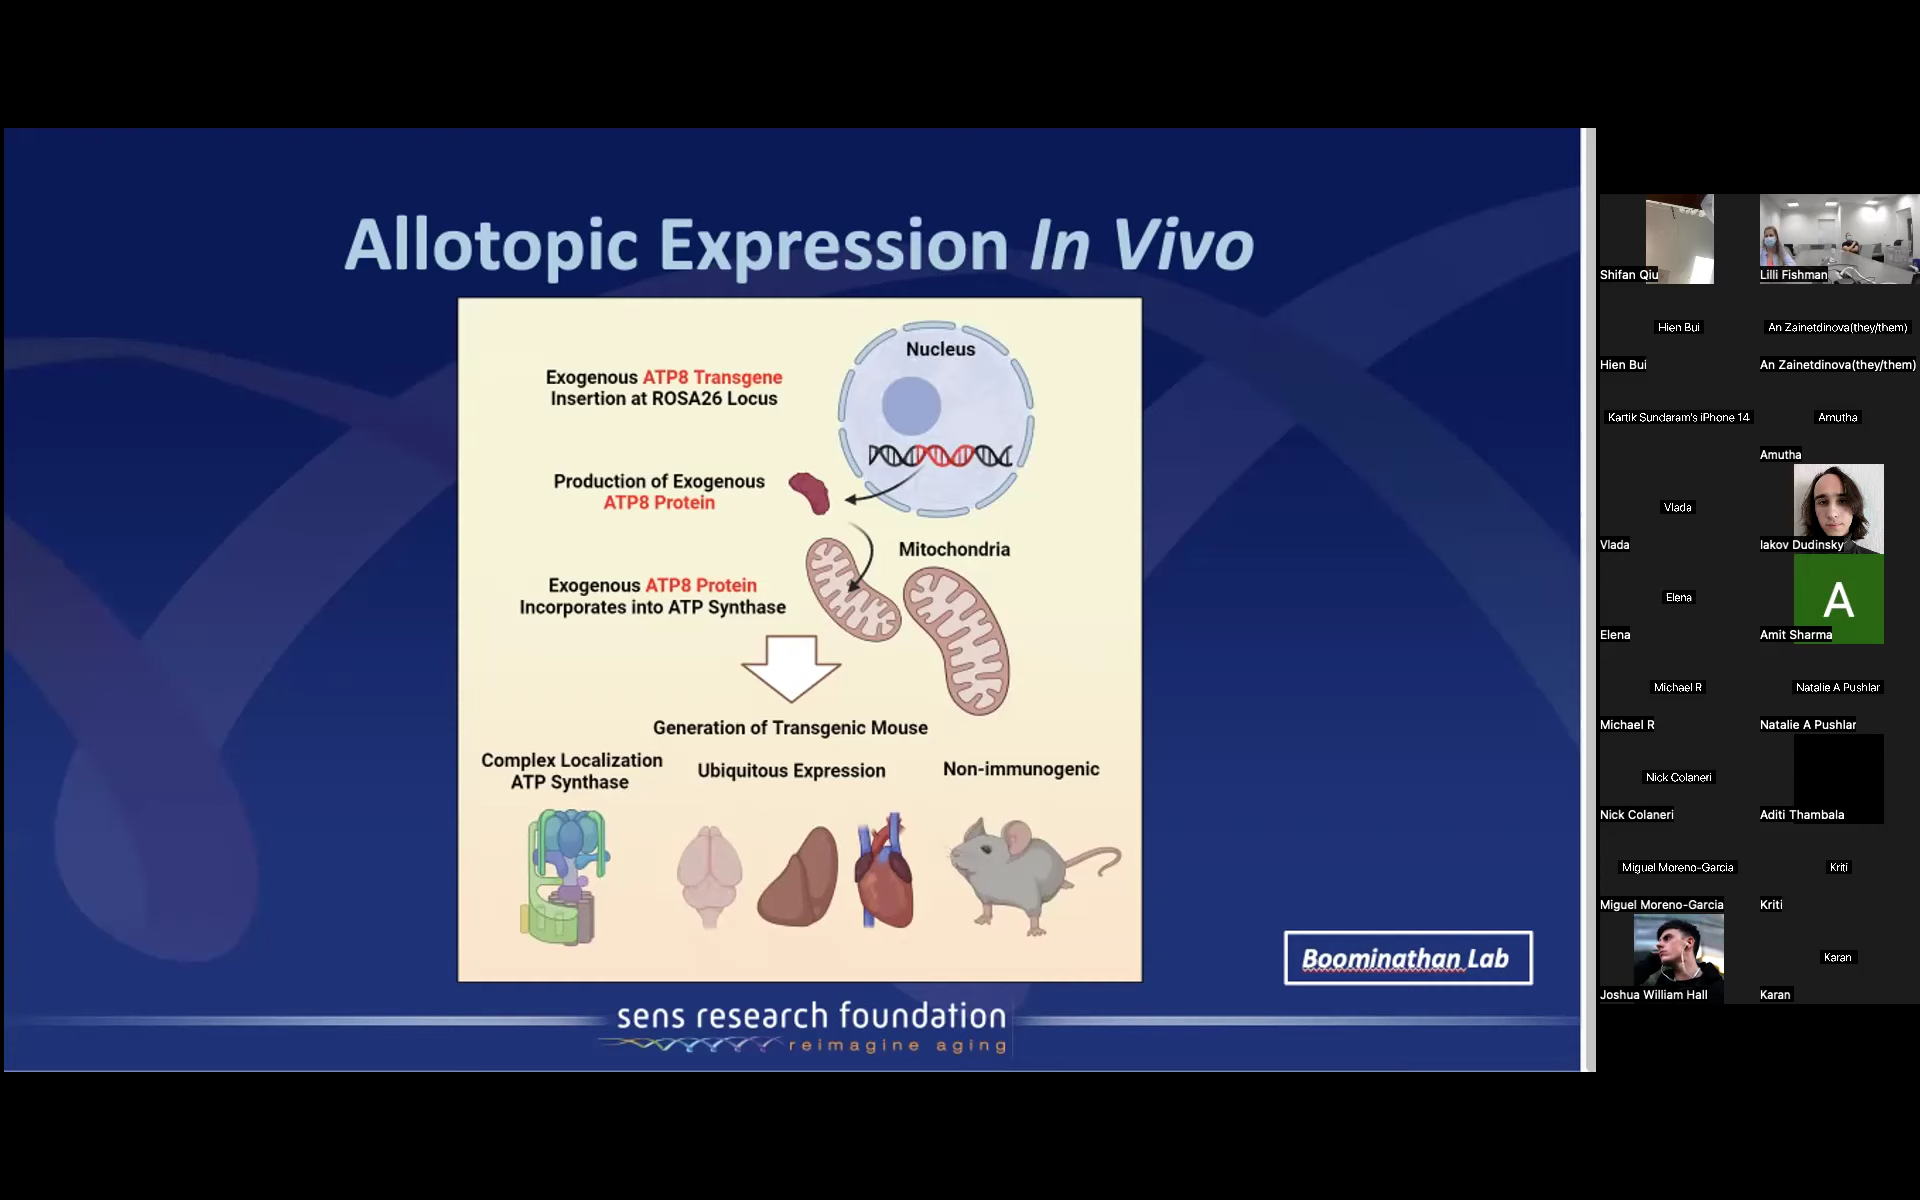 Allotopic Expression In Vivo
Nucleus
Exogenous ATP8 Transgene
Insertion at ROSA26 Locus
Production of Exogenous
ATP8 Protein
Mitochondria
Exogenous ATP8 Protein
Incorporates into ATP Synthase
Generation of Transgenic Mouse
Complex Localization
ATP Synthase
Ubiquitous Expression
Non-immunogenic
Boominathan Lab
sens research foundation
reimagine aging
Shifan Qiu
Lilli Fishman
Hien Bui
An Zainetdinova(they/them)
Hien Bui
An Zainetdinova(they/them)
Kartik Sundaram's iPhone 14
Amutha
Amutha
Vlada
Vlada
Iakov Dudinsky
Elena
A
Elena
Amit Sharma
Michael R
Natalie A Pushlar
Michael R
Natalie A Pushlar
Nick Colaneri
Nick Colaneri
Aditi Thambala
Miguel Moreno-Garcia
Kriti
Miguel Moreno-Garcia
Kriti
Karan
Joshua William Hall
Karan